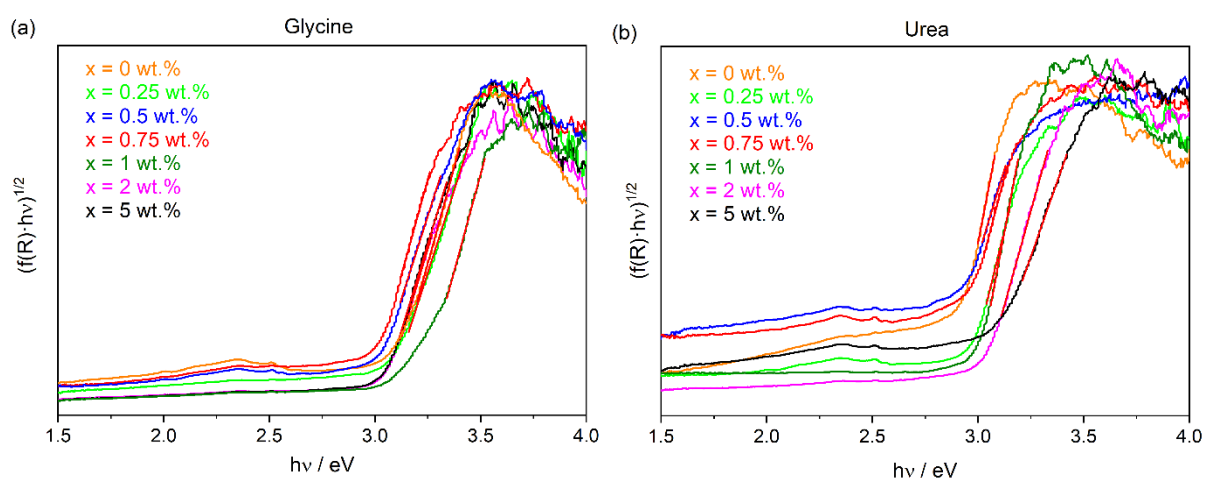 (a)
Glycine
x = 0 wt.%
x = 0.25 wt.%
x = 0.5 wt.%
x = 0.75 wt.%
x = 1 wt.%
x = 2 wt.%
x = 5 wt.%
(f(R)·hν)1/2
1.5 2.0 2.5 3.0 3.5 4.0
hν / eV
(b)
Urea
x = 0 wt.%
x = 0.25 wt.%
x = 0.5 wt.%
x = 0.75 wt.%
x = 1 wt.%
x = 2 wt.%
x = 5 wt.%
(f(R)·hν)1/2
1.5 2.0 2.5 3.0 3.5 4.0
hν / eV